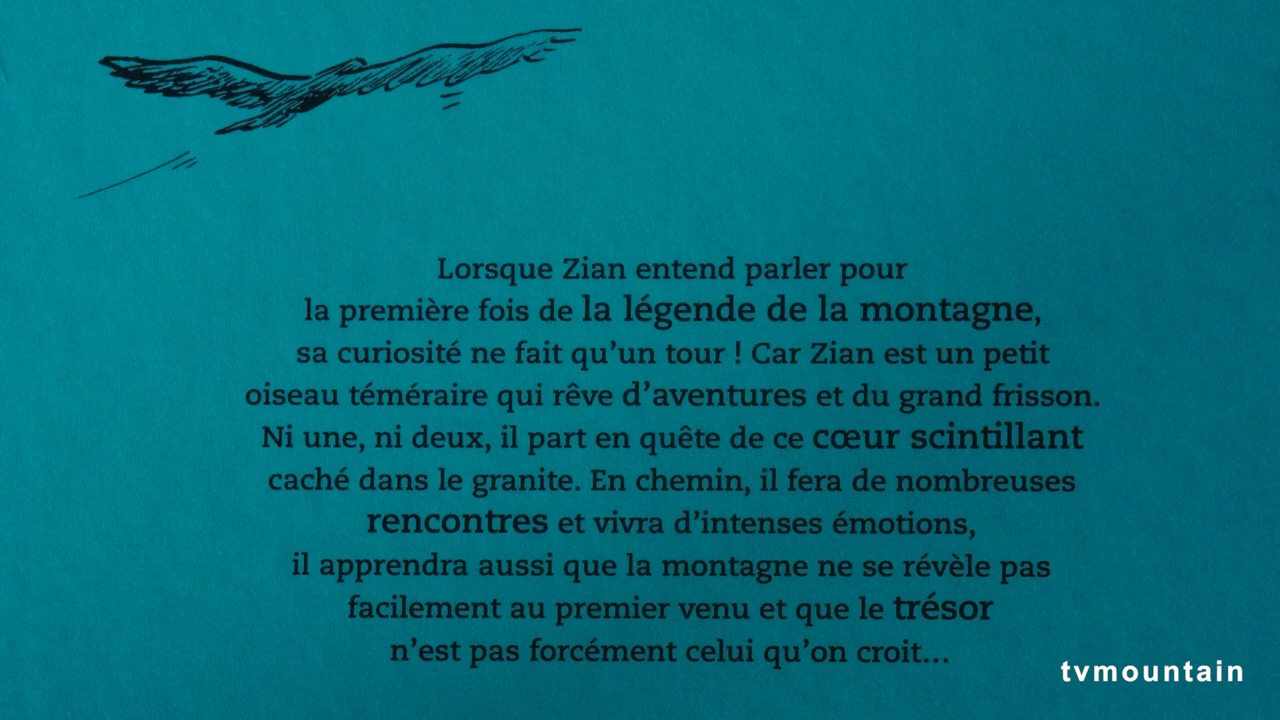 Lorsque Zian entend parler pour
la première fois de la légende de la montagne,
sa curiosité ne fait qu’un tour ! Car Zian est un petit
oiseau téméraire qui rêve d’aventures et du grand frisson.
Ni une, ni deux, il part en quête de ce cœur scintillant
caché dans le granite. En chemin, il fera de nombreuses
rencontres et vivra d’intenses émotions,
il apprendra aussi que la montagne ne se révèle pas
facilement au premier venu et que le trésor
n’est pas forcément celui qu’on croit…
tvmountain